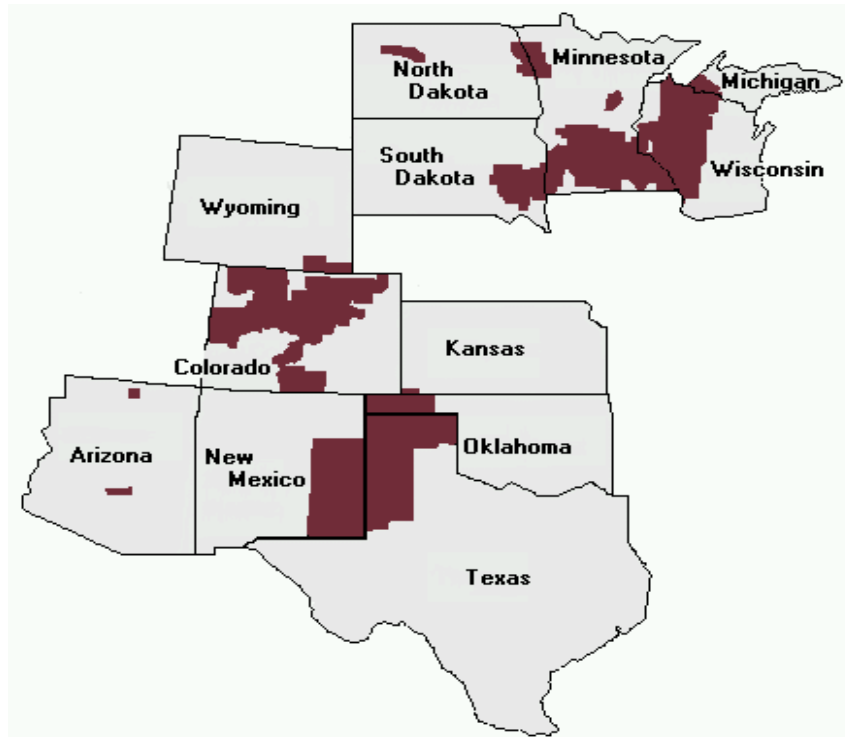 Minnesota
North
Dakota
Michigan
South
Dakota
Wisconsin
Wyoming
Kansas
Colorado
Arizona
New
Mexico
Oklahoma
Texas